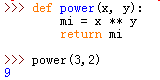 >>> def power(x, y):
        mi = x ** y
        return mi

>>> power(3,2)
9